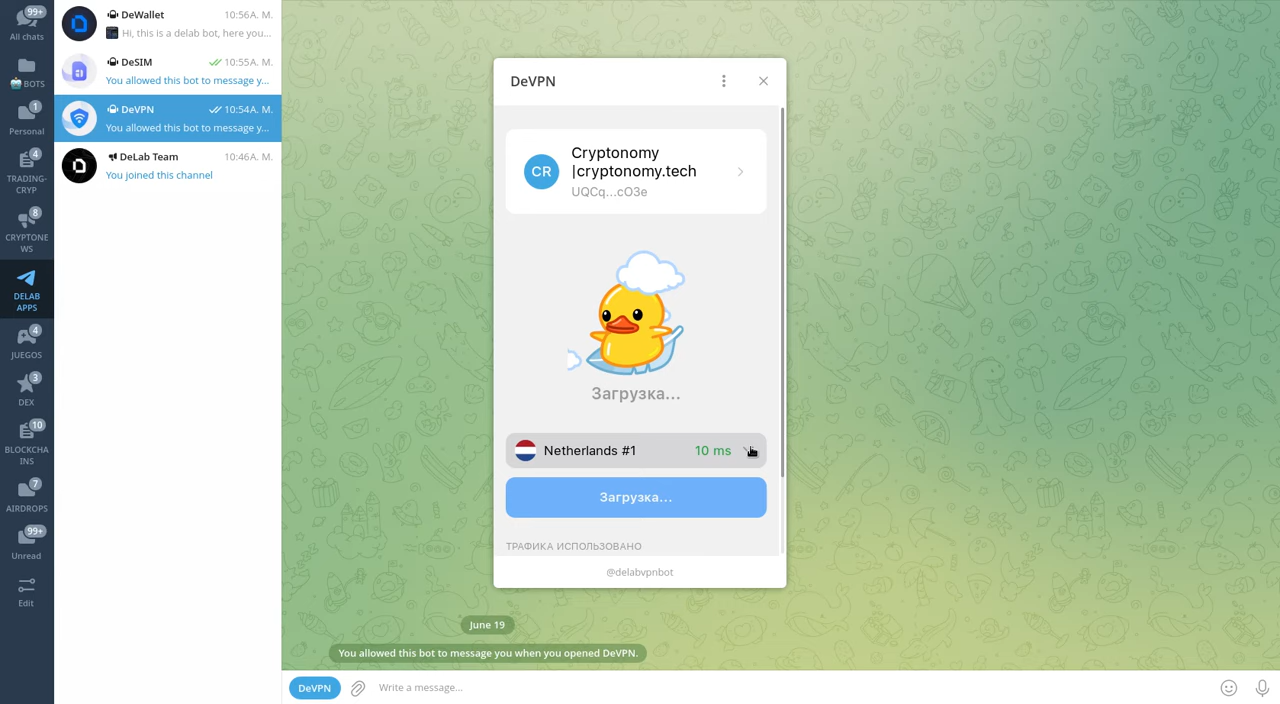 99+
All chats
BOTS
1
Personal
4
TRADING-
CRYP
8
CRYPTONE
WS
DELAB
APPS
4
JUEGOS
3
DEX
10
BLOCKCHA
INS
7
AIRDROPS
99+
Unread
Edit
DeWallet 10:56A. M.
Hi, this is a delab bot, here you...
DeSIM 10:55A. M.
You allowed this bot to message y...
DeVPN 10:54A. M.
You allowed this bot to message y...
DeLab Team 10:46A. M.
You joined this channel
DeVPN
CR
Cryptonomy
|cryptonomy.tech
UQCq...cO3e
Загрузка...
Netherlands #1 10 ms
Загрузка...
ТРАФИКА ИСПОЛЬЗОВАНО
@delabvpnbot
June 19
You allowed this bot to message you when you opened DeVPN.
DeVPN Write a message...